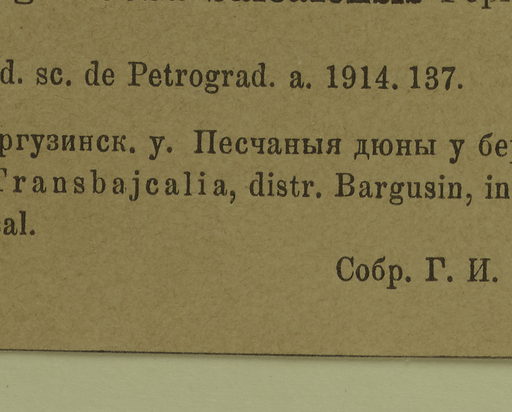 d. sc. de Petrograd. a. 1914. 137.
ргузинск. у. Песчаныя дюны у бе
Transbajcalia, distr. Bargusin, in
al.
Собр. Г. И.